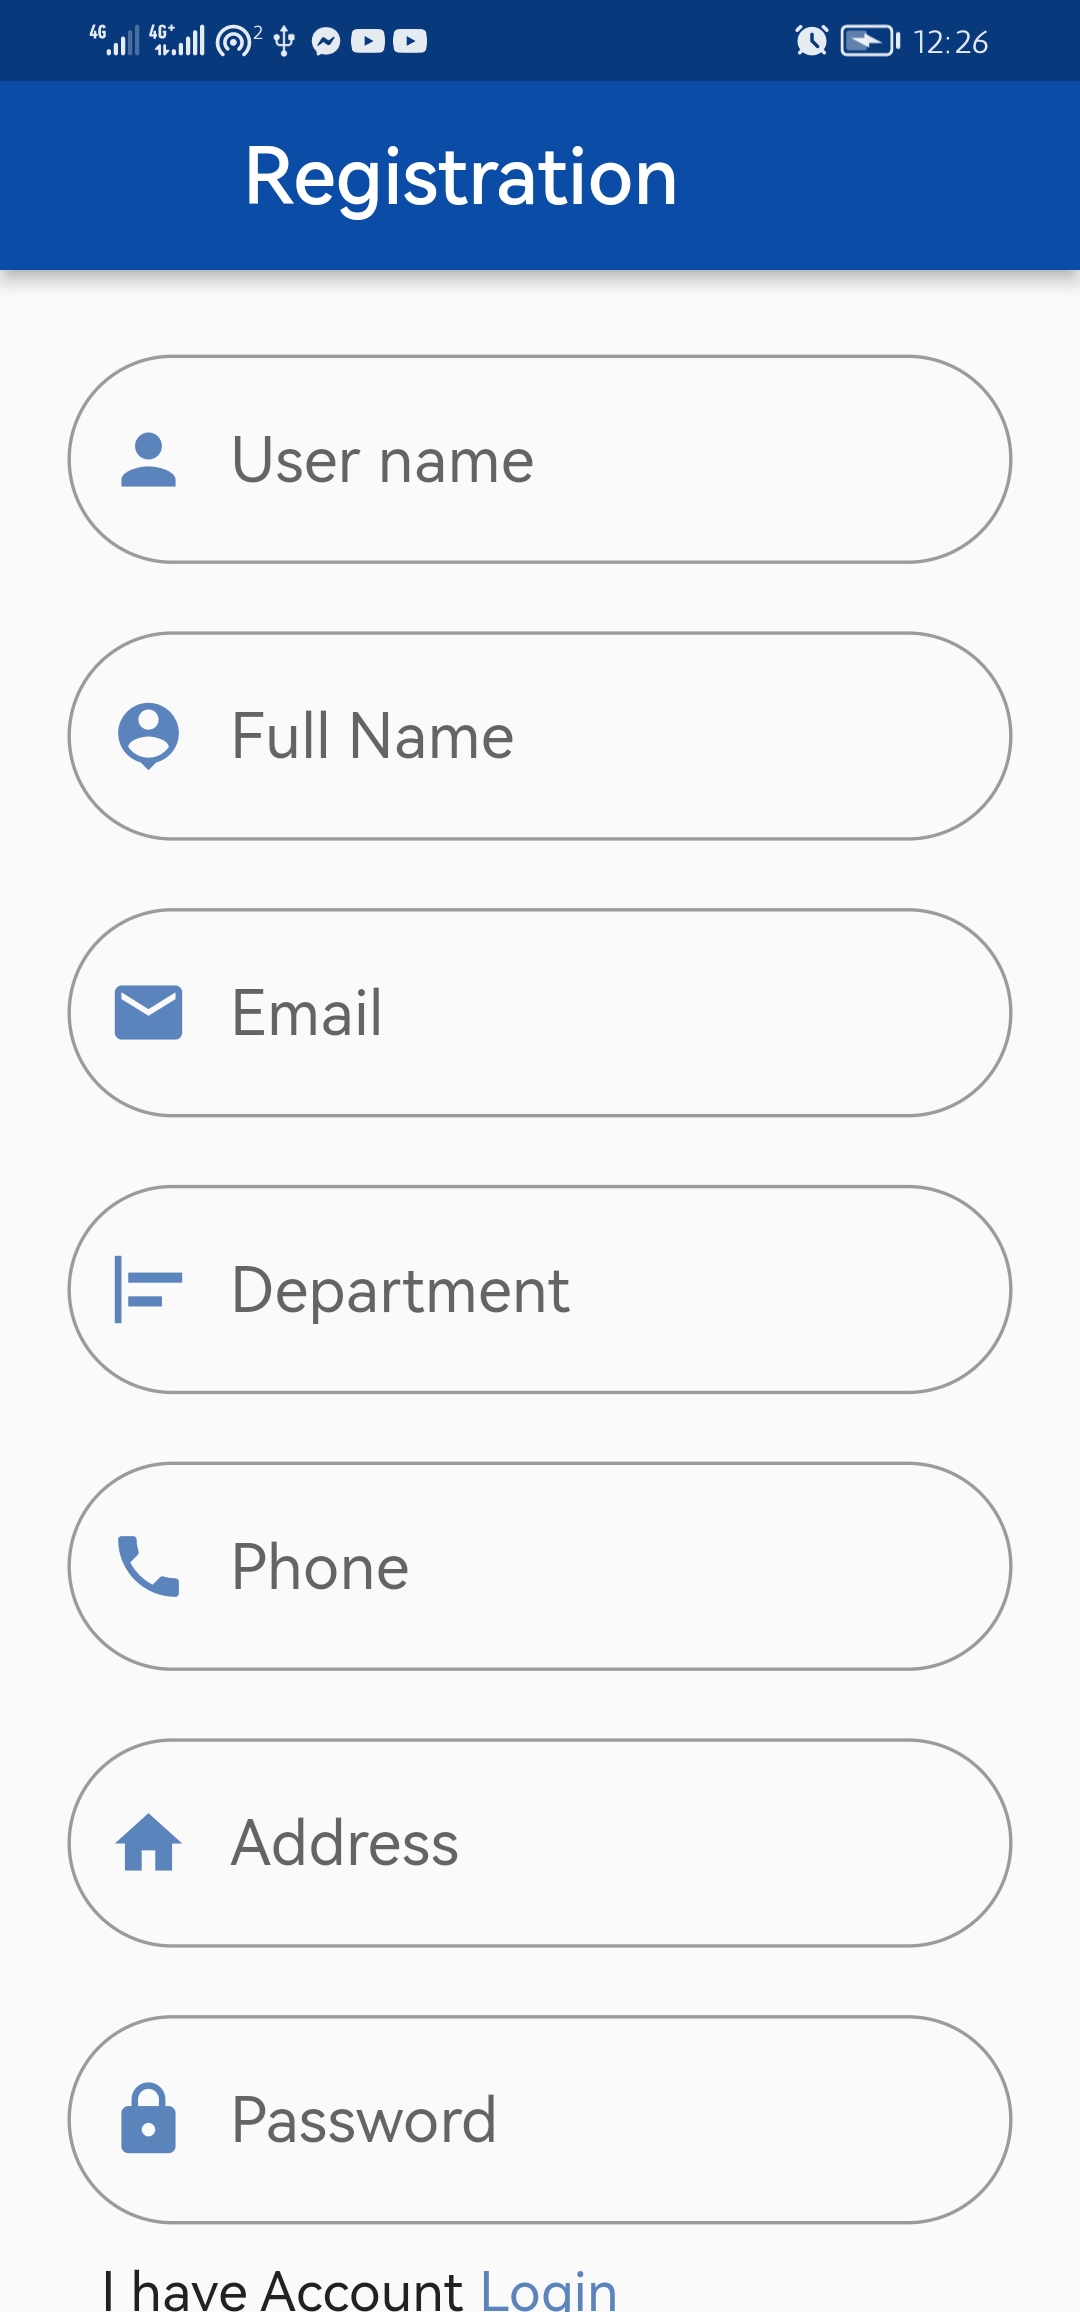 4G 4G+ 2 12:26
Registration
User name
Full Name
Email
Department
Phone
Address
Password
I have Account Login